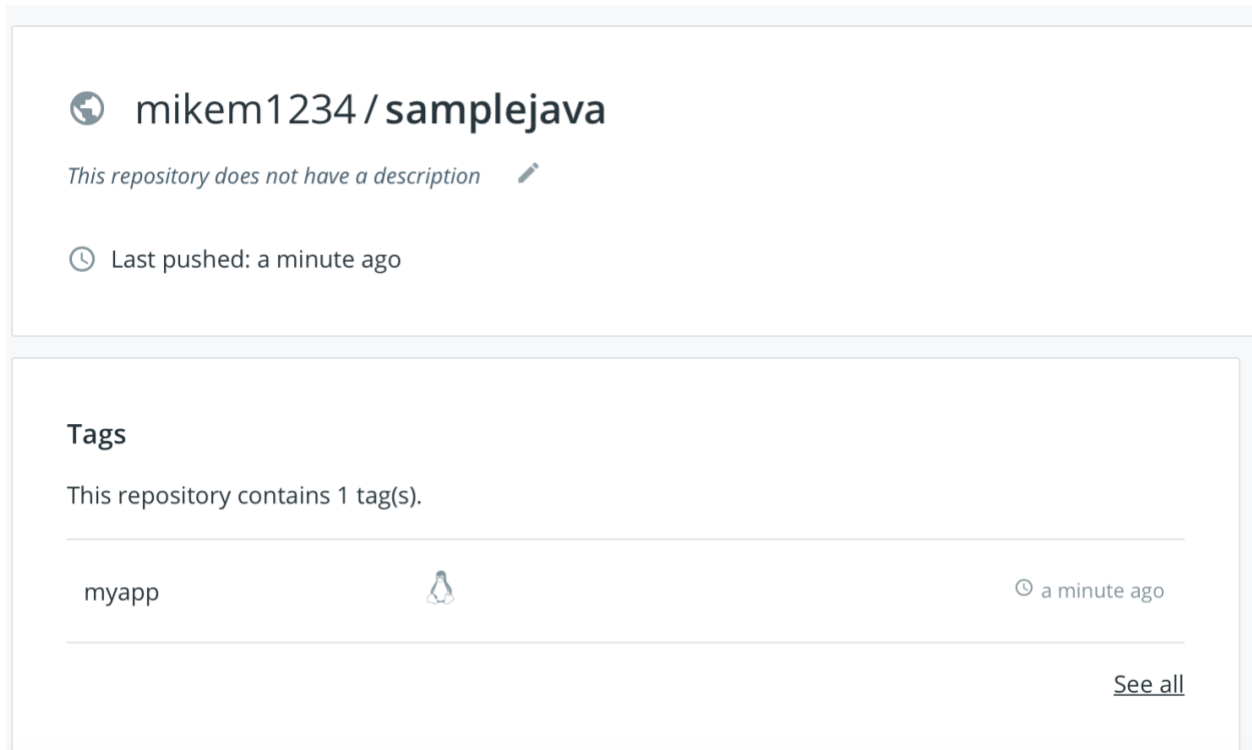 mikem1234/samplejava
This repository does not have a description
Last pushed: a minute ago
Tags
This repository contains 1 tag(s).
myapp a minute ago
See all